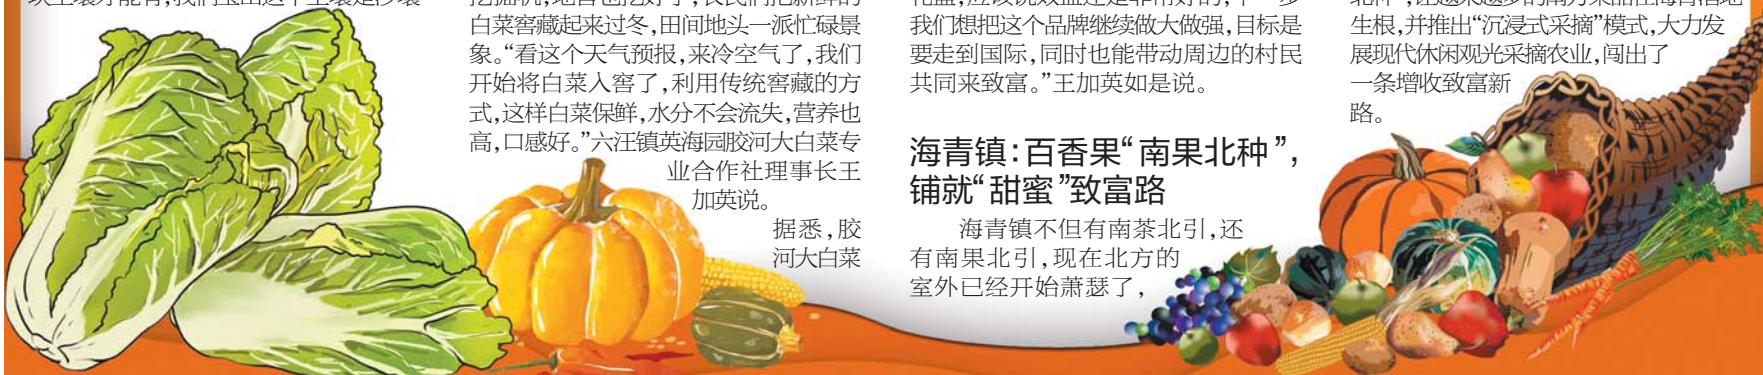 白菜窖藏起来过冬,田间地头一派忙碌景
象。“看这个天气预报,来冷空气了,我们
开始将白菜入窖了,利用传统窖藏的方
式,这样白菜保鲜,水分不会流失,营养也
高,口感好。”六汪镇英海园胶河大白菜专
业合作社理事长王
加英说。
据悉,胶
河大白菜
我们想把这个品牌继续做大做强,目标是
要走到国际,同时也能带动周边的村民
共同来致富。”王加英如是说。
海青镇:百香果“南果北种”,
铺就“甜蜜”致富路
海青镇不但有南茶北引,还
有南果北引,现在北方的
室外已经开始萧瑟了,
生根,并推出“沉浸式采摘”模式,大力发
展现代休闲观光采摘农业,闯出了
一条增收致富新
路。